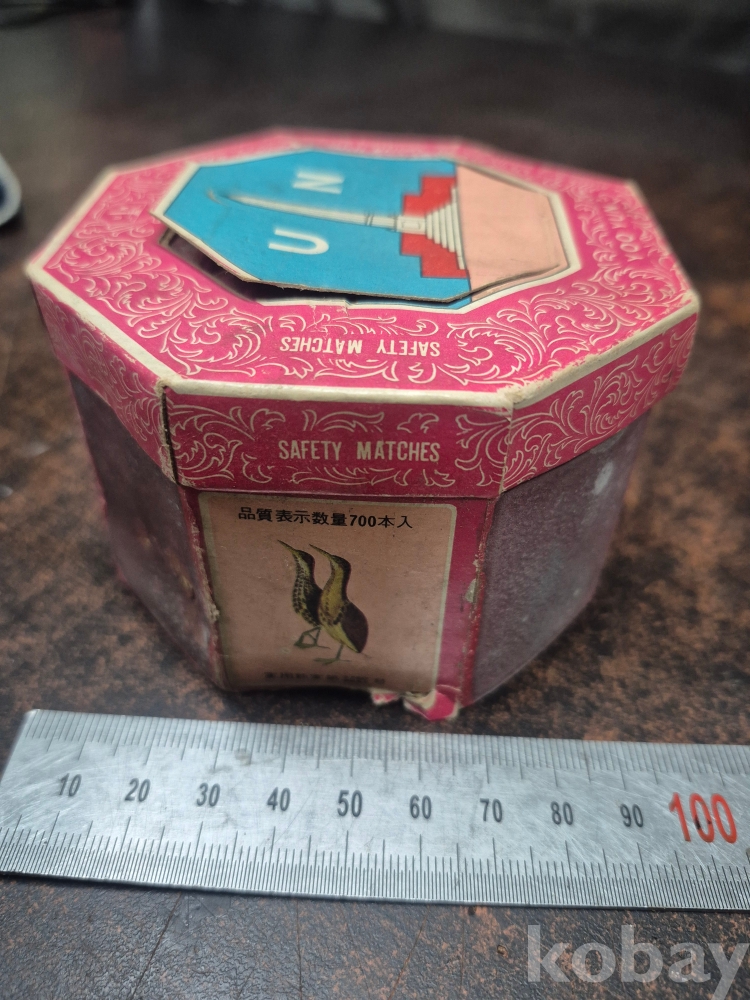 U N
SAFETY MATCHES
SAFETY MATCHES
品質表示数量700本入
10 20 30 40 50 60 70 80 90 100
kobay